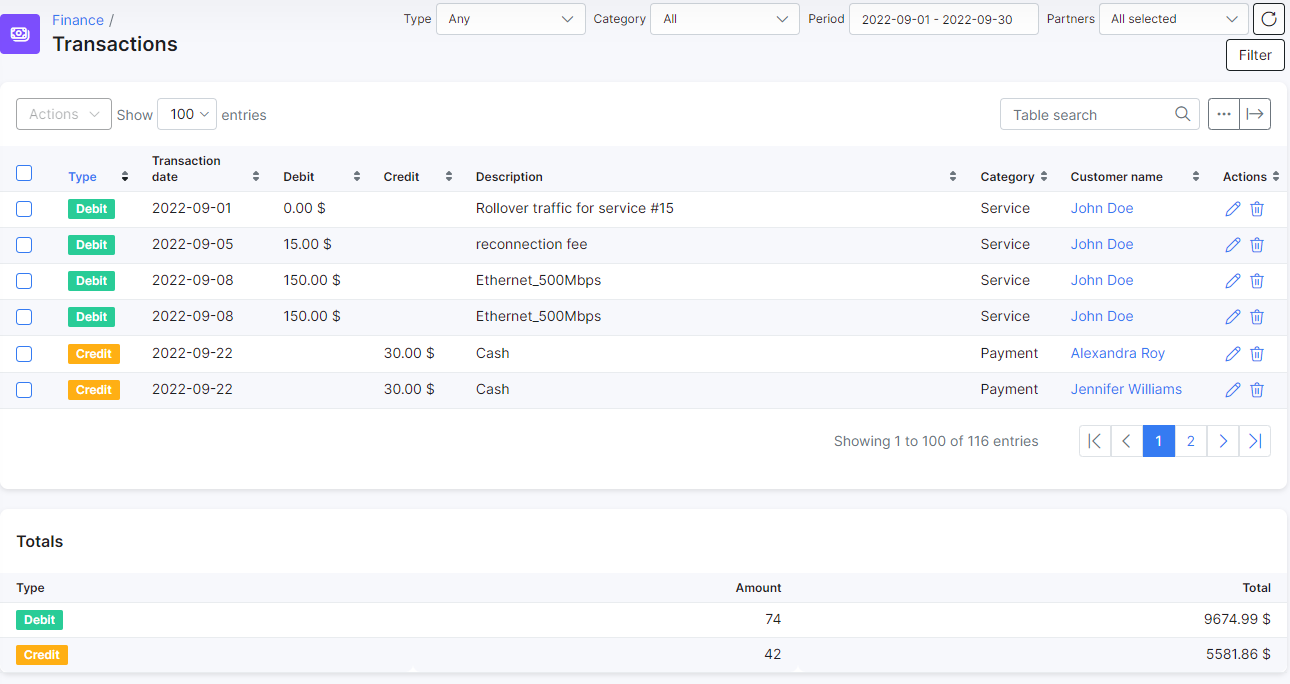 Finance /
Transactions
Type Any Category All Period 2022-09-01 - 2022-09-30 Partners All selected
Filter
Actions Show 100 entries Table search ...
Type Transaction date Debit Credit Description Category Customer name Actions
Debit 2022-09-01 0.00 $ Rollover traffic for service #15 Service John Doe
Debit 2022-09-05 15.00 $ reconnection fee Service John Doe
Debit 2022-09-08 150.00 $ Ethernet_500Mbps Service John Doe
Debit 2022-09-08 150.00 $ Ethernet_500Mbps Service John Doe
Credit 2022-09-22 30.00 $ Cash Payment Alexandra Roy
Credit 2022-09-22 30.00 $ Cash Payment Jennifer Williams
Showing 1 to 100 of 116 entries 1 2
Totals
Type Amount Total
Debit 74 9674.99 $
Credit 42 5581.86 $